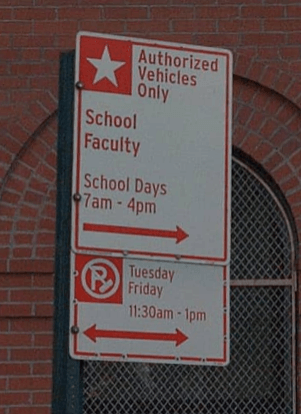 Authorized
Vehicles
Only
School
Faculty
School Days
7am - 4pm
P
Tuesday
Friday
11:30am - 1pm